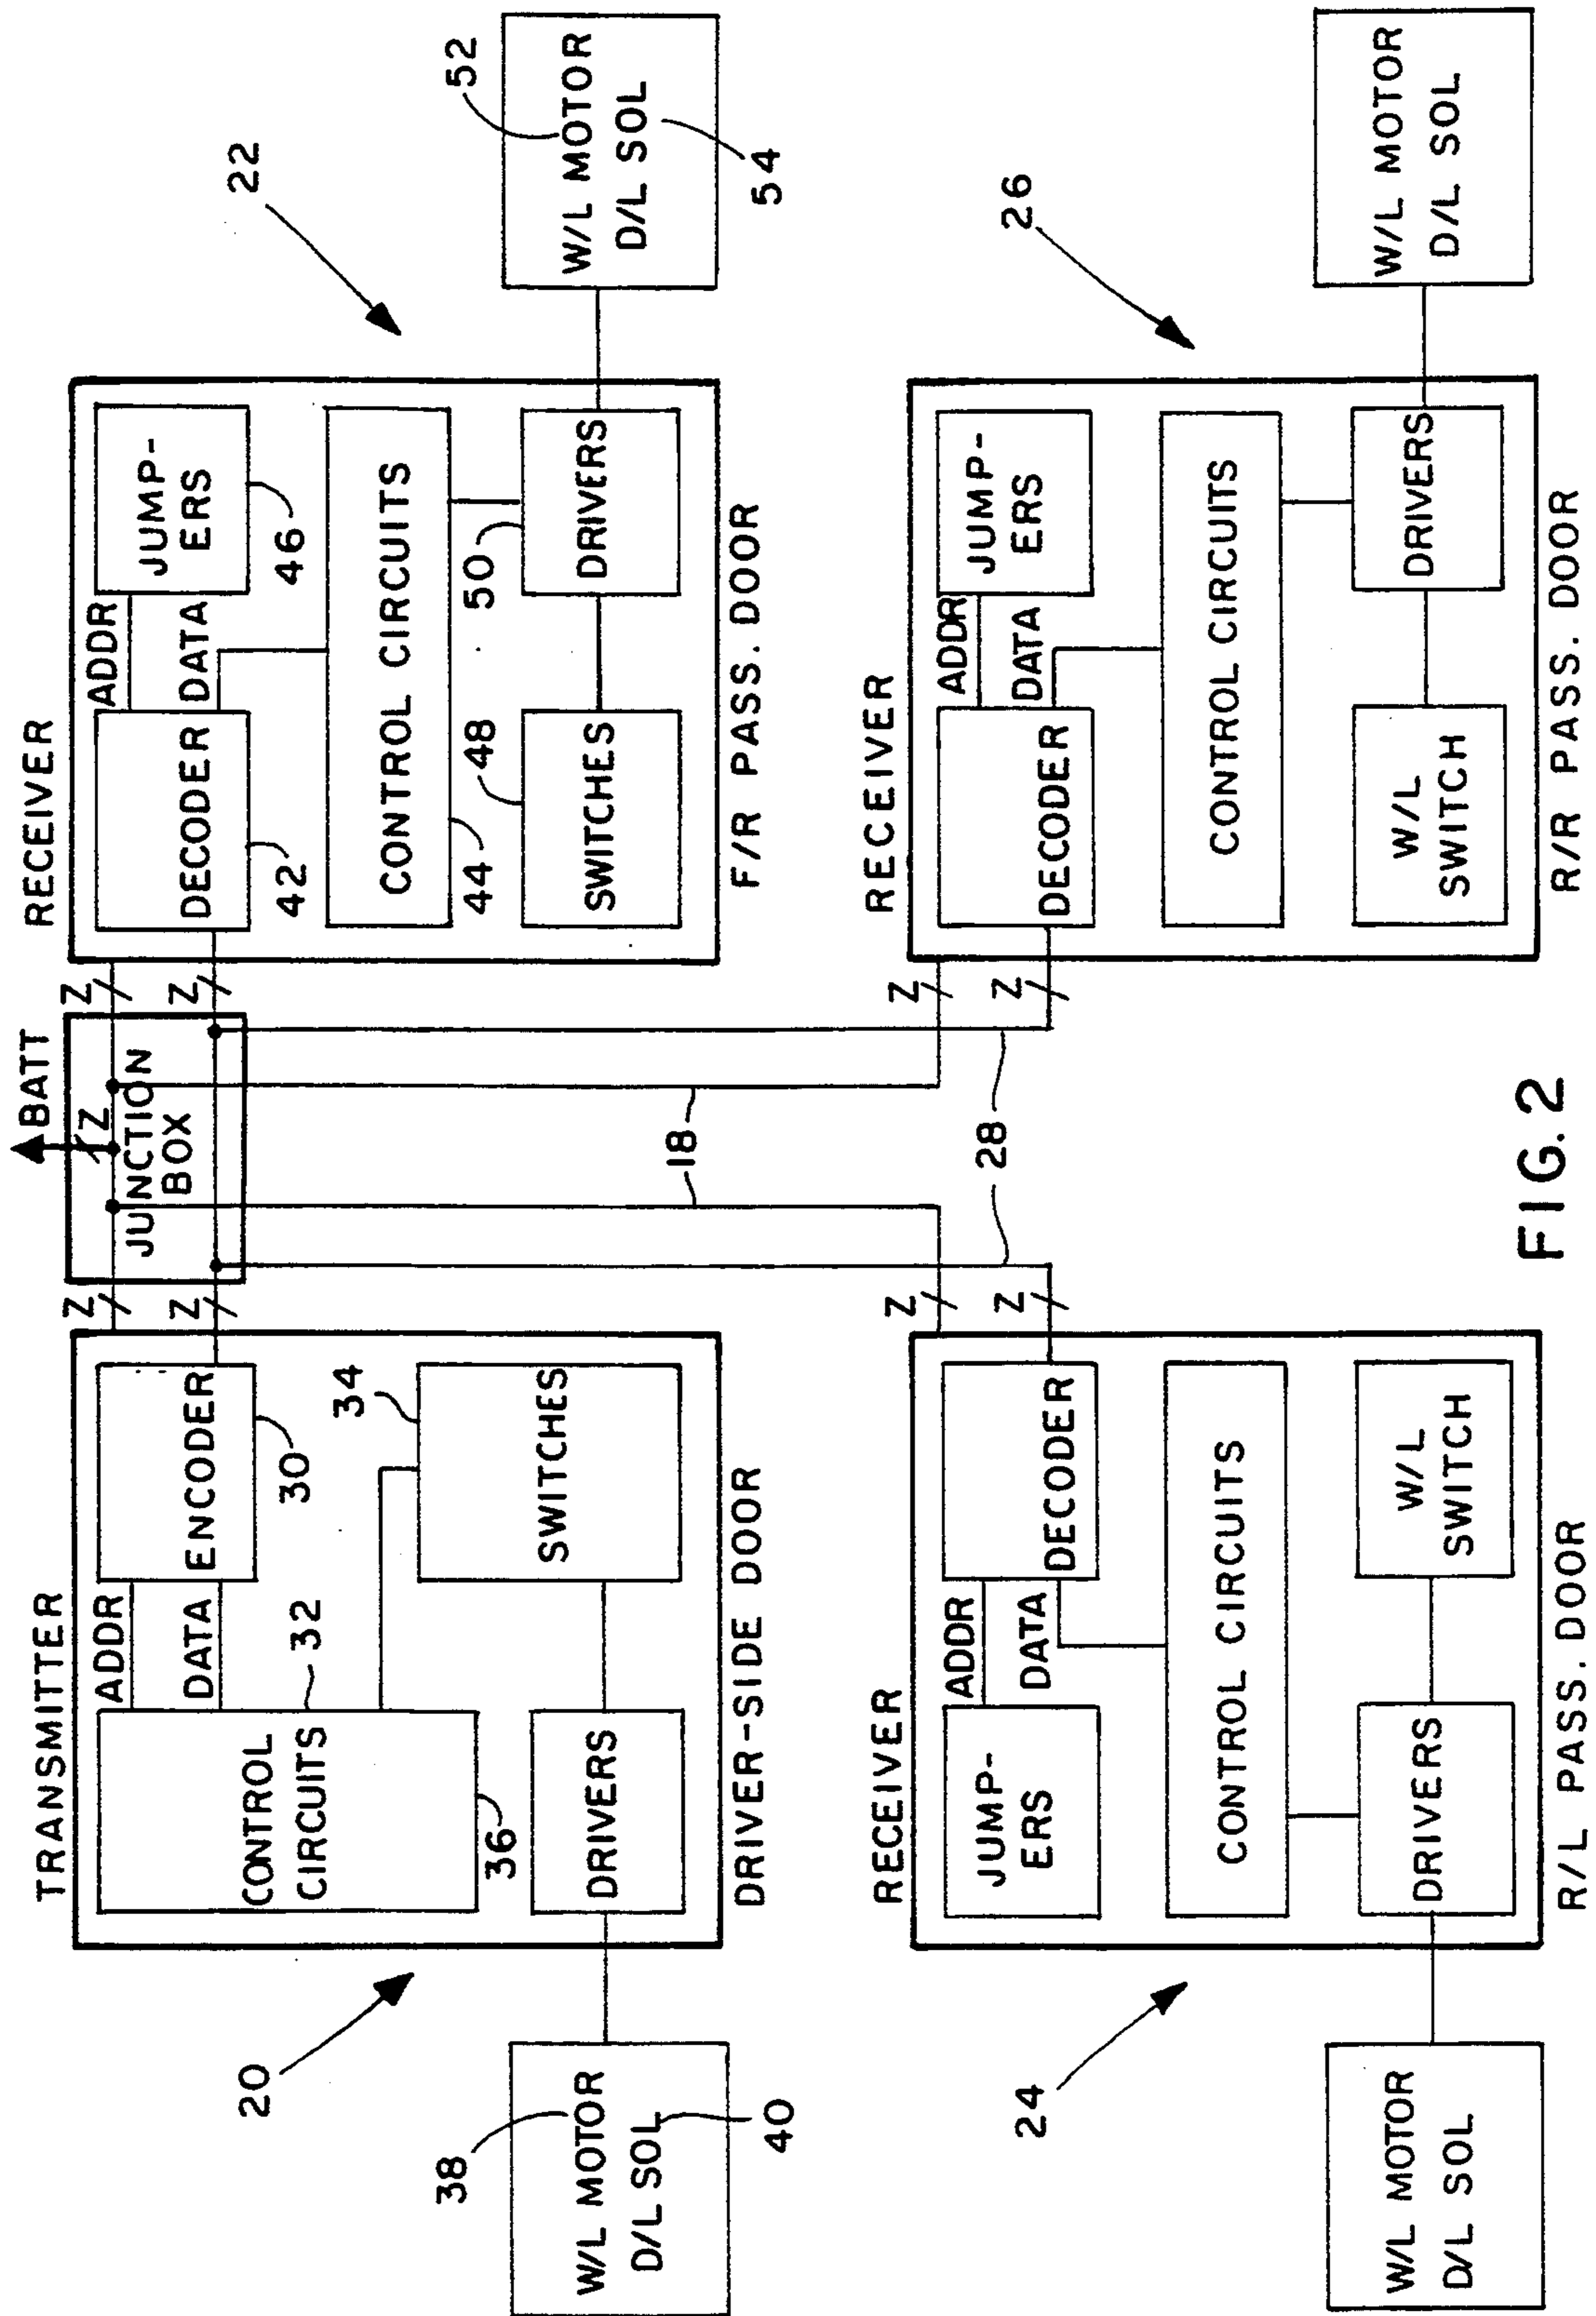 BATT
TRANSMITTER
CONTROL
CIRCUITS
ADDR
DATA
ENCODER
30
32
34
SWITCHES
36
DRIVERS
DRIVER-SIDE DOOR
20
38
W/L MOTOR
D/L SOL
40
Z
Z
JUNCTION
BOX
Z
Z
Z
RECEIVER
DECODER
ADDR
DATA
JUMP-
ERS
42
46
CONTROL CIRCUITS
44
48
50
SWITCHES
DRIVERS
F/R PASS. DOOR
22
52
W/L MOTOR
D/L SOL
54
18
28
RECEIVER
JUMP-
ERS
ADDR
DATA
DECODER
CONTROL CIRCUITS
DRIVERS
W/L
SWITCH
R/L PASS. DOOR
24
W/L MOTOR
D/L SOL
Z
Z
Z
Z
RECEIVER
DECODER
ADDR
DATA
JUMP-
ERS
CONTROL CIRCUITS
W/L
SWITCH
DRIVERS
R/R PASS. DOOR
26
W/L MOTOR
D/L SOL
FIG. 2